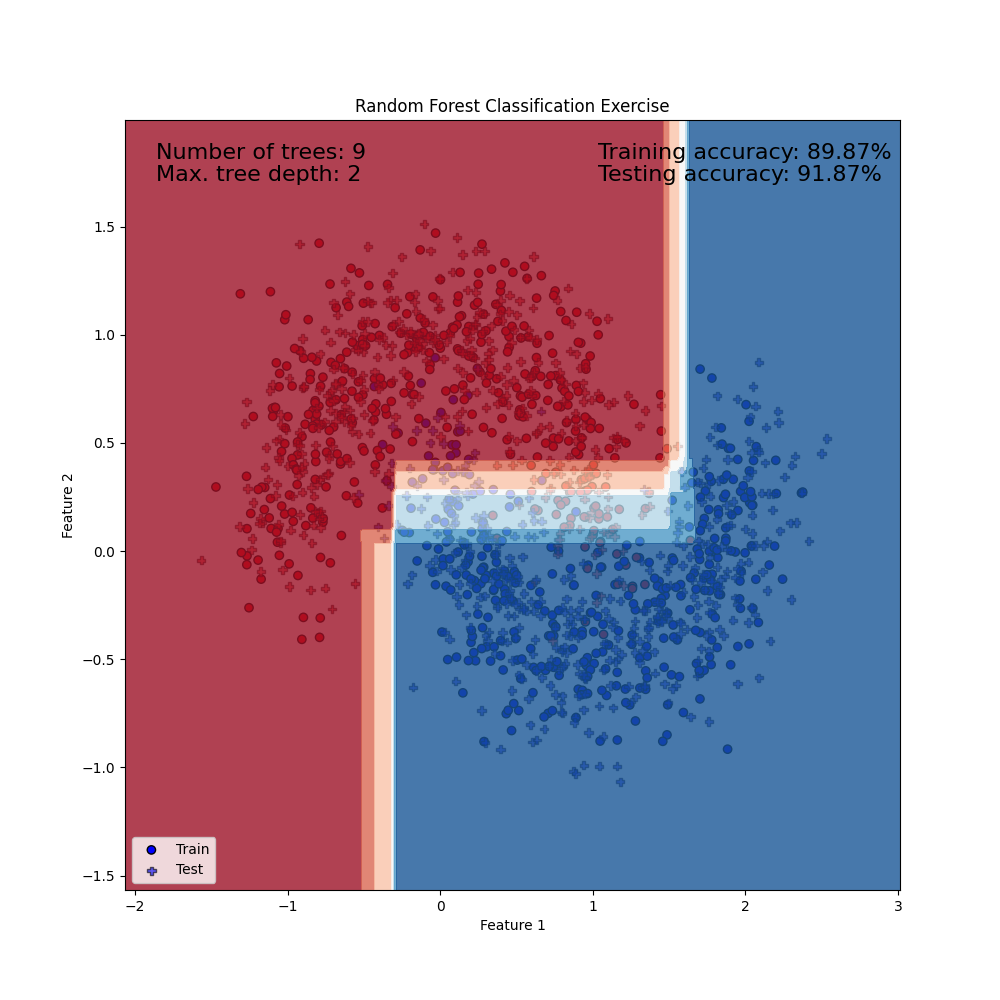 Random Forest Classification Exercise
Number of trees: 9
Max. tree depth: 2
Training accuracy: 89.87%
Testing accuracy: 91.87%
Feature 2
1.5
1.0
0.5
0.0
−0.5
−1.0
−1.5
Train
Test
−2
−1
0
1
2
3
Feature 1